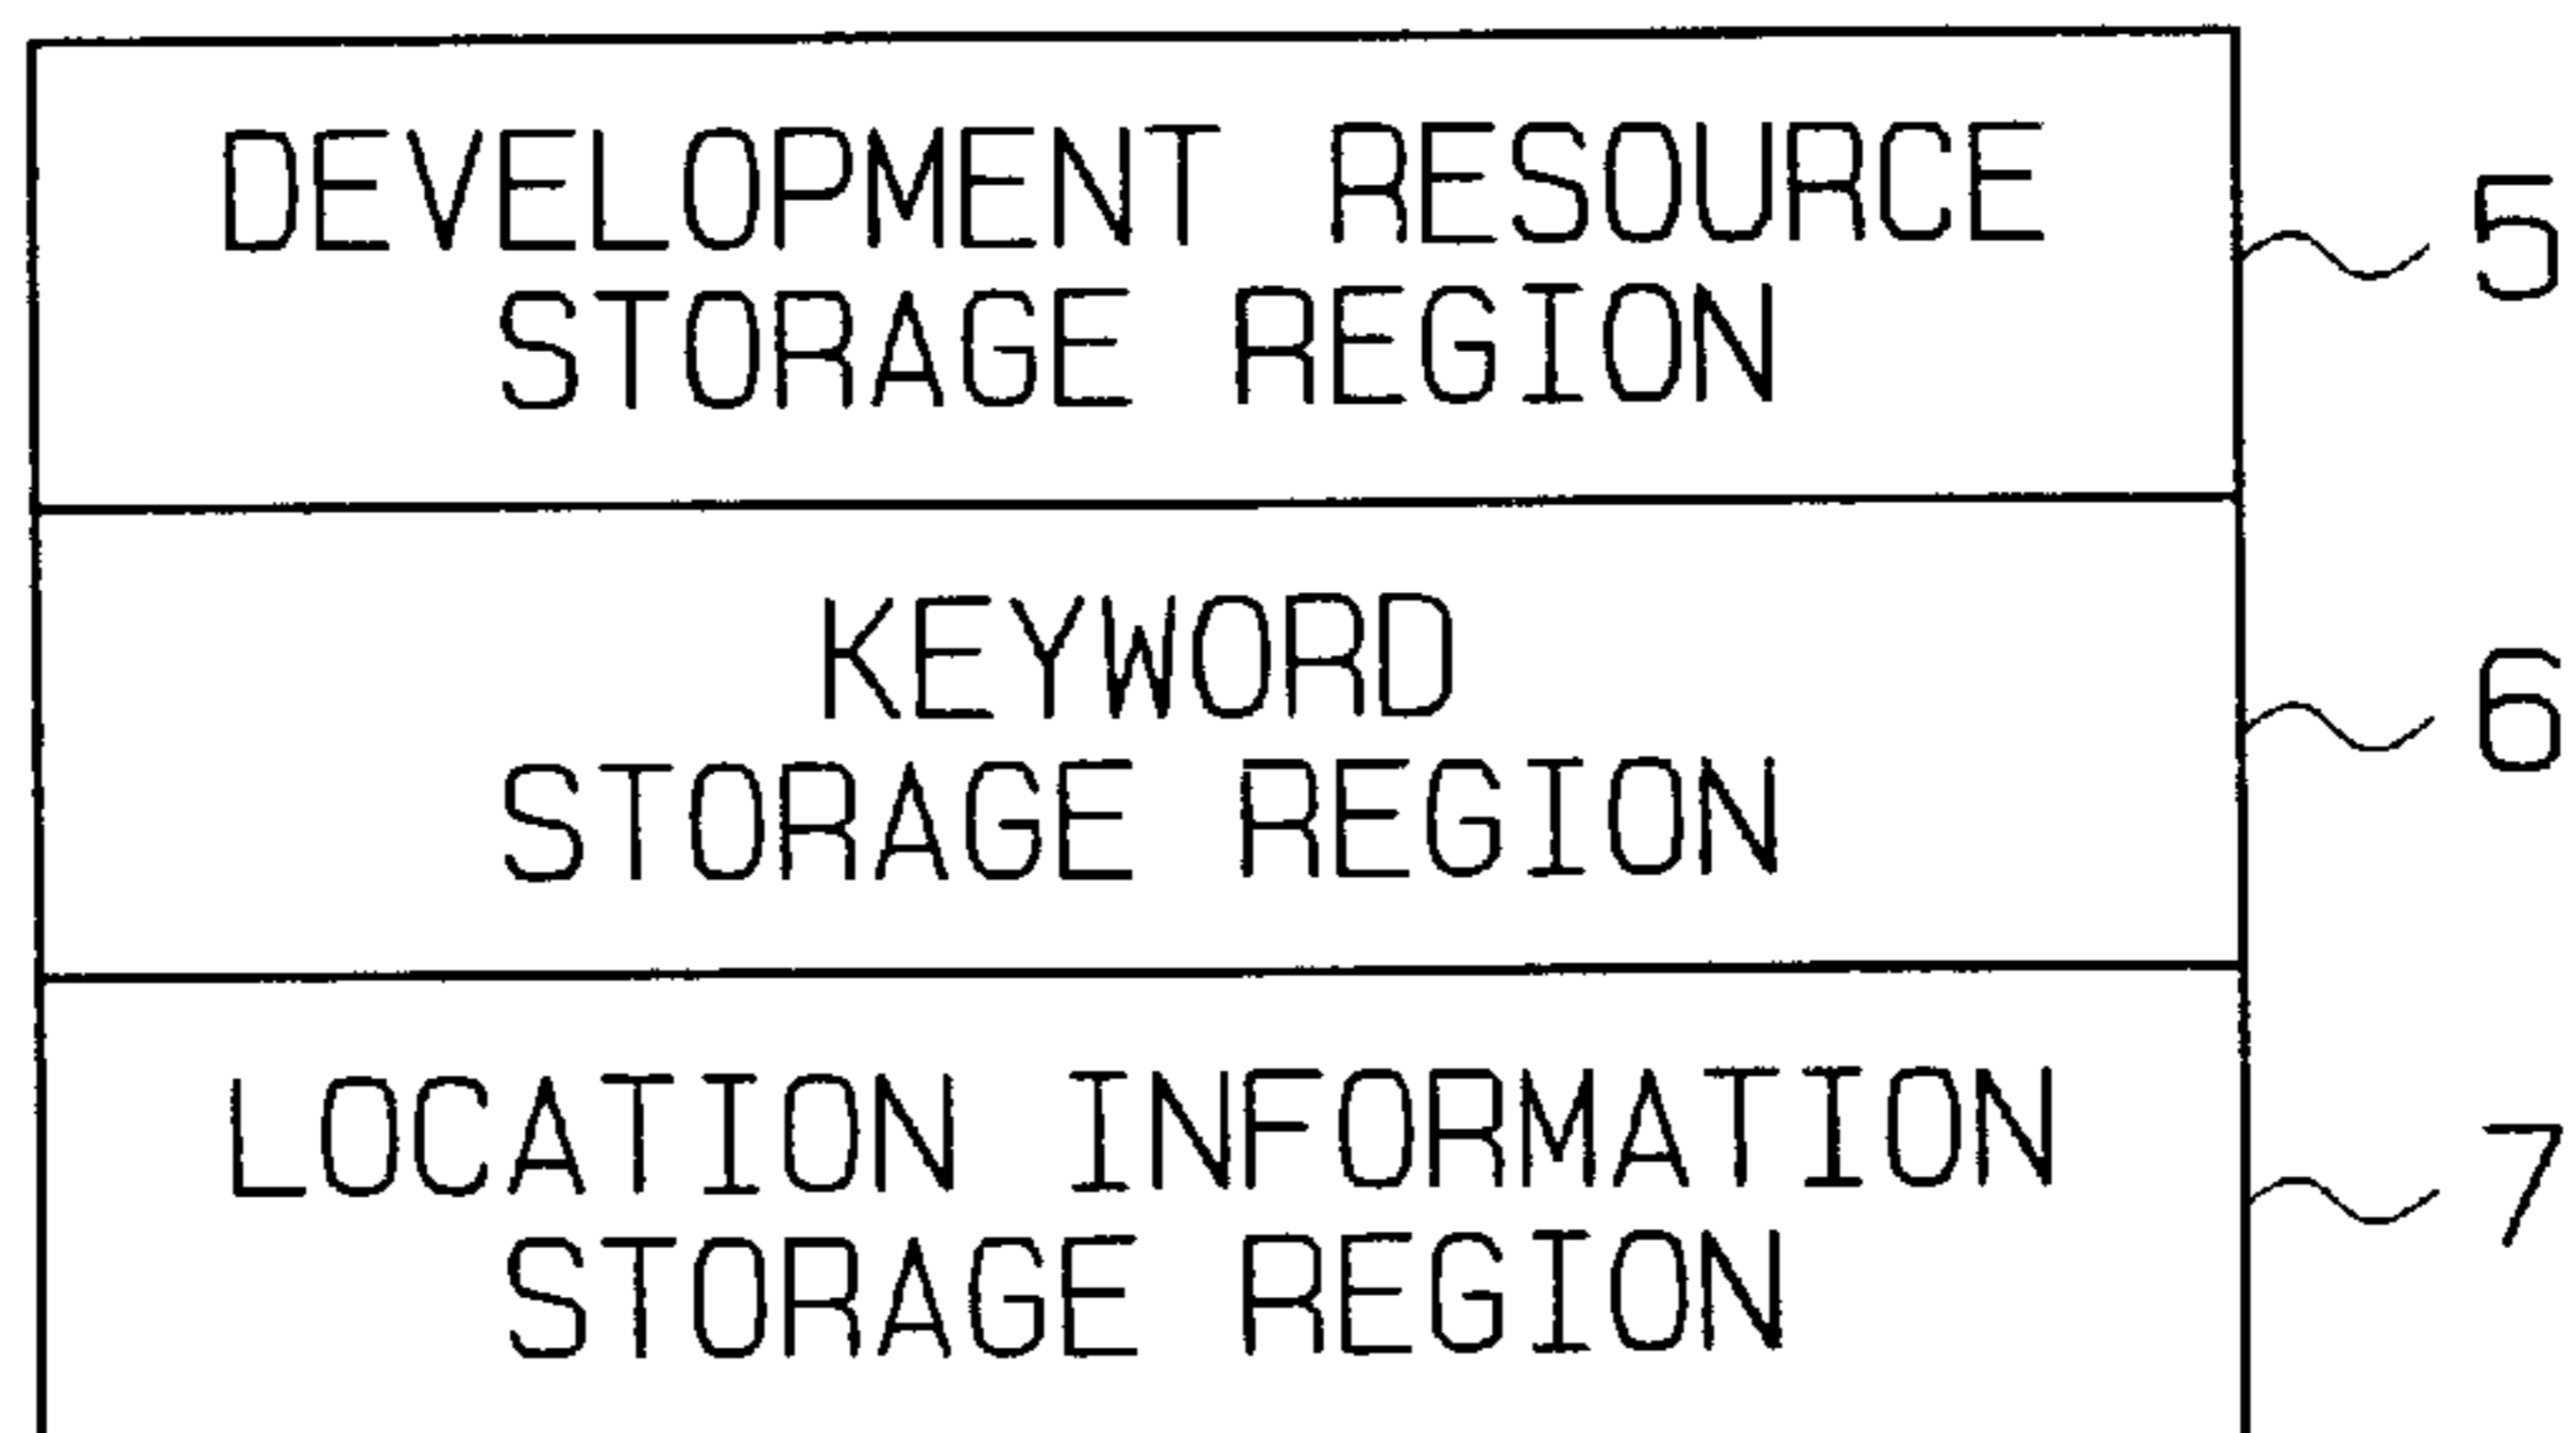 DEVELOPMENT RESOURCE
STORAGE REGION
5
KEYWORD
STORAGE REGION
6
LOCATION INFORMATION
STORAGE REGION
7